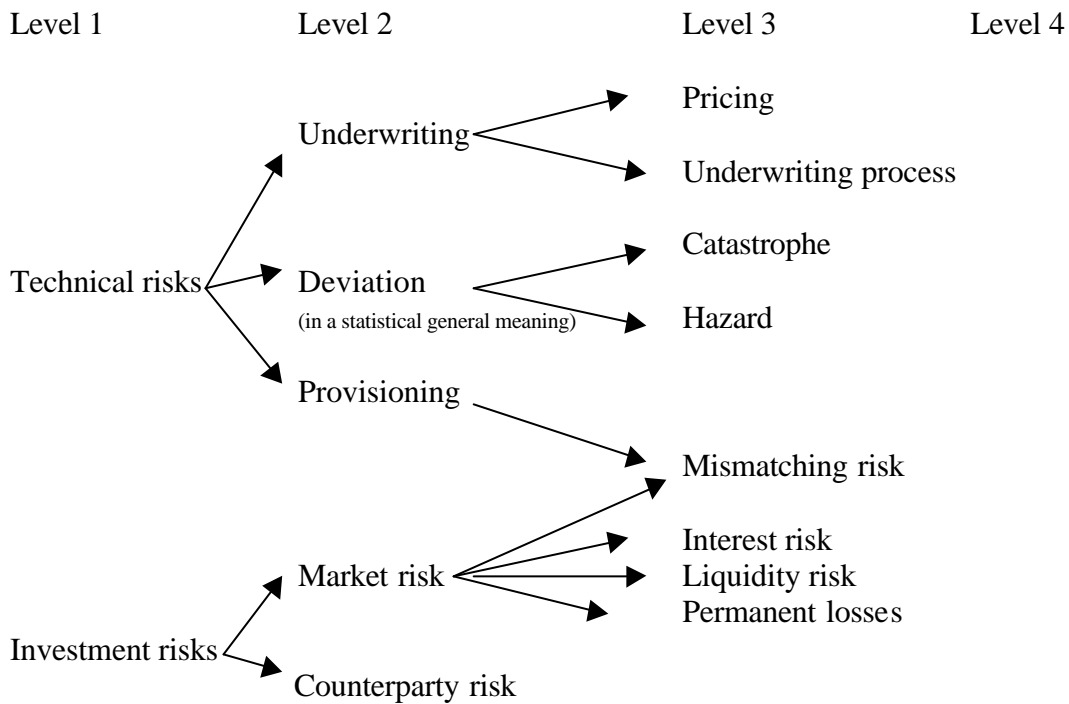 Level 1 Level 2 Level 3 Level 4
Pricing
Underwriting
Underwriting process
Catastrophe
Technical risks Deviation
(in a statistical general meaning) Hazard
Provisioning
Mismatching risk
Interest risk
Market risk Liquidity risk
Permanent losses
Investment risks
Counterparty risk